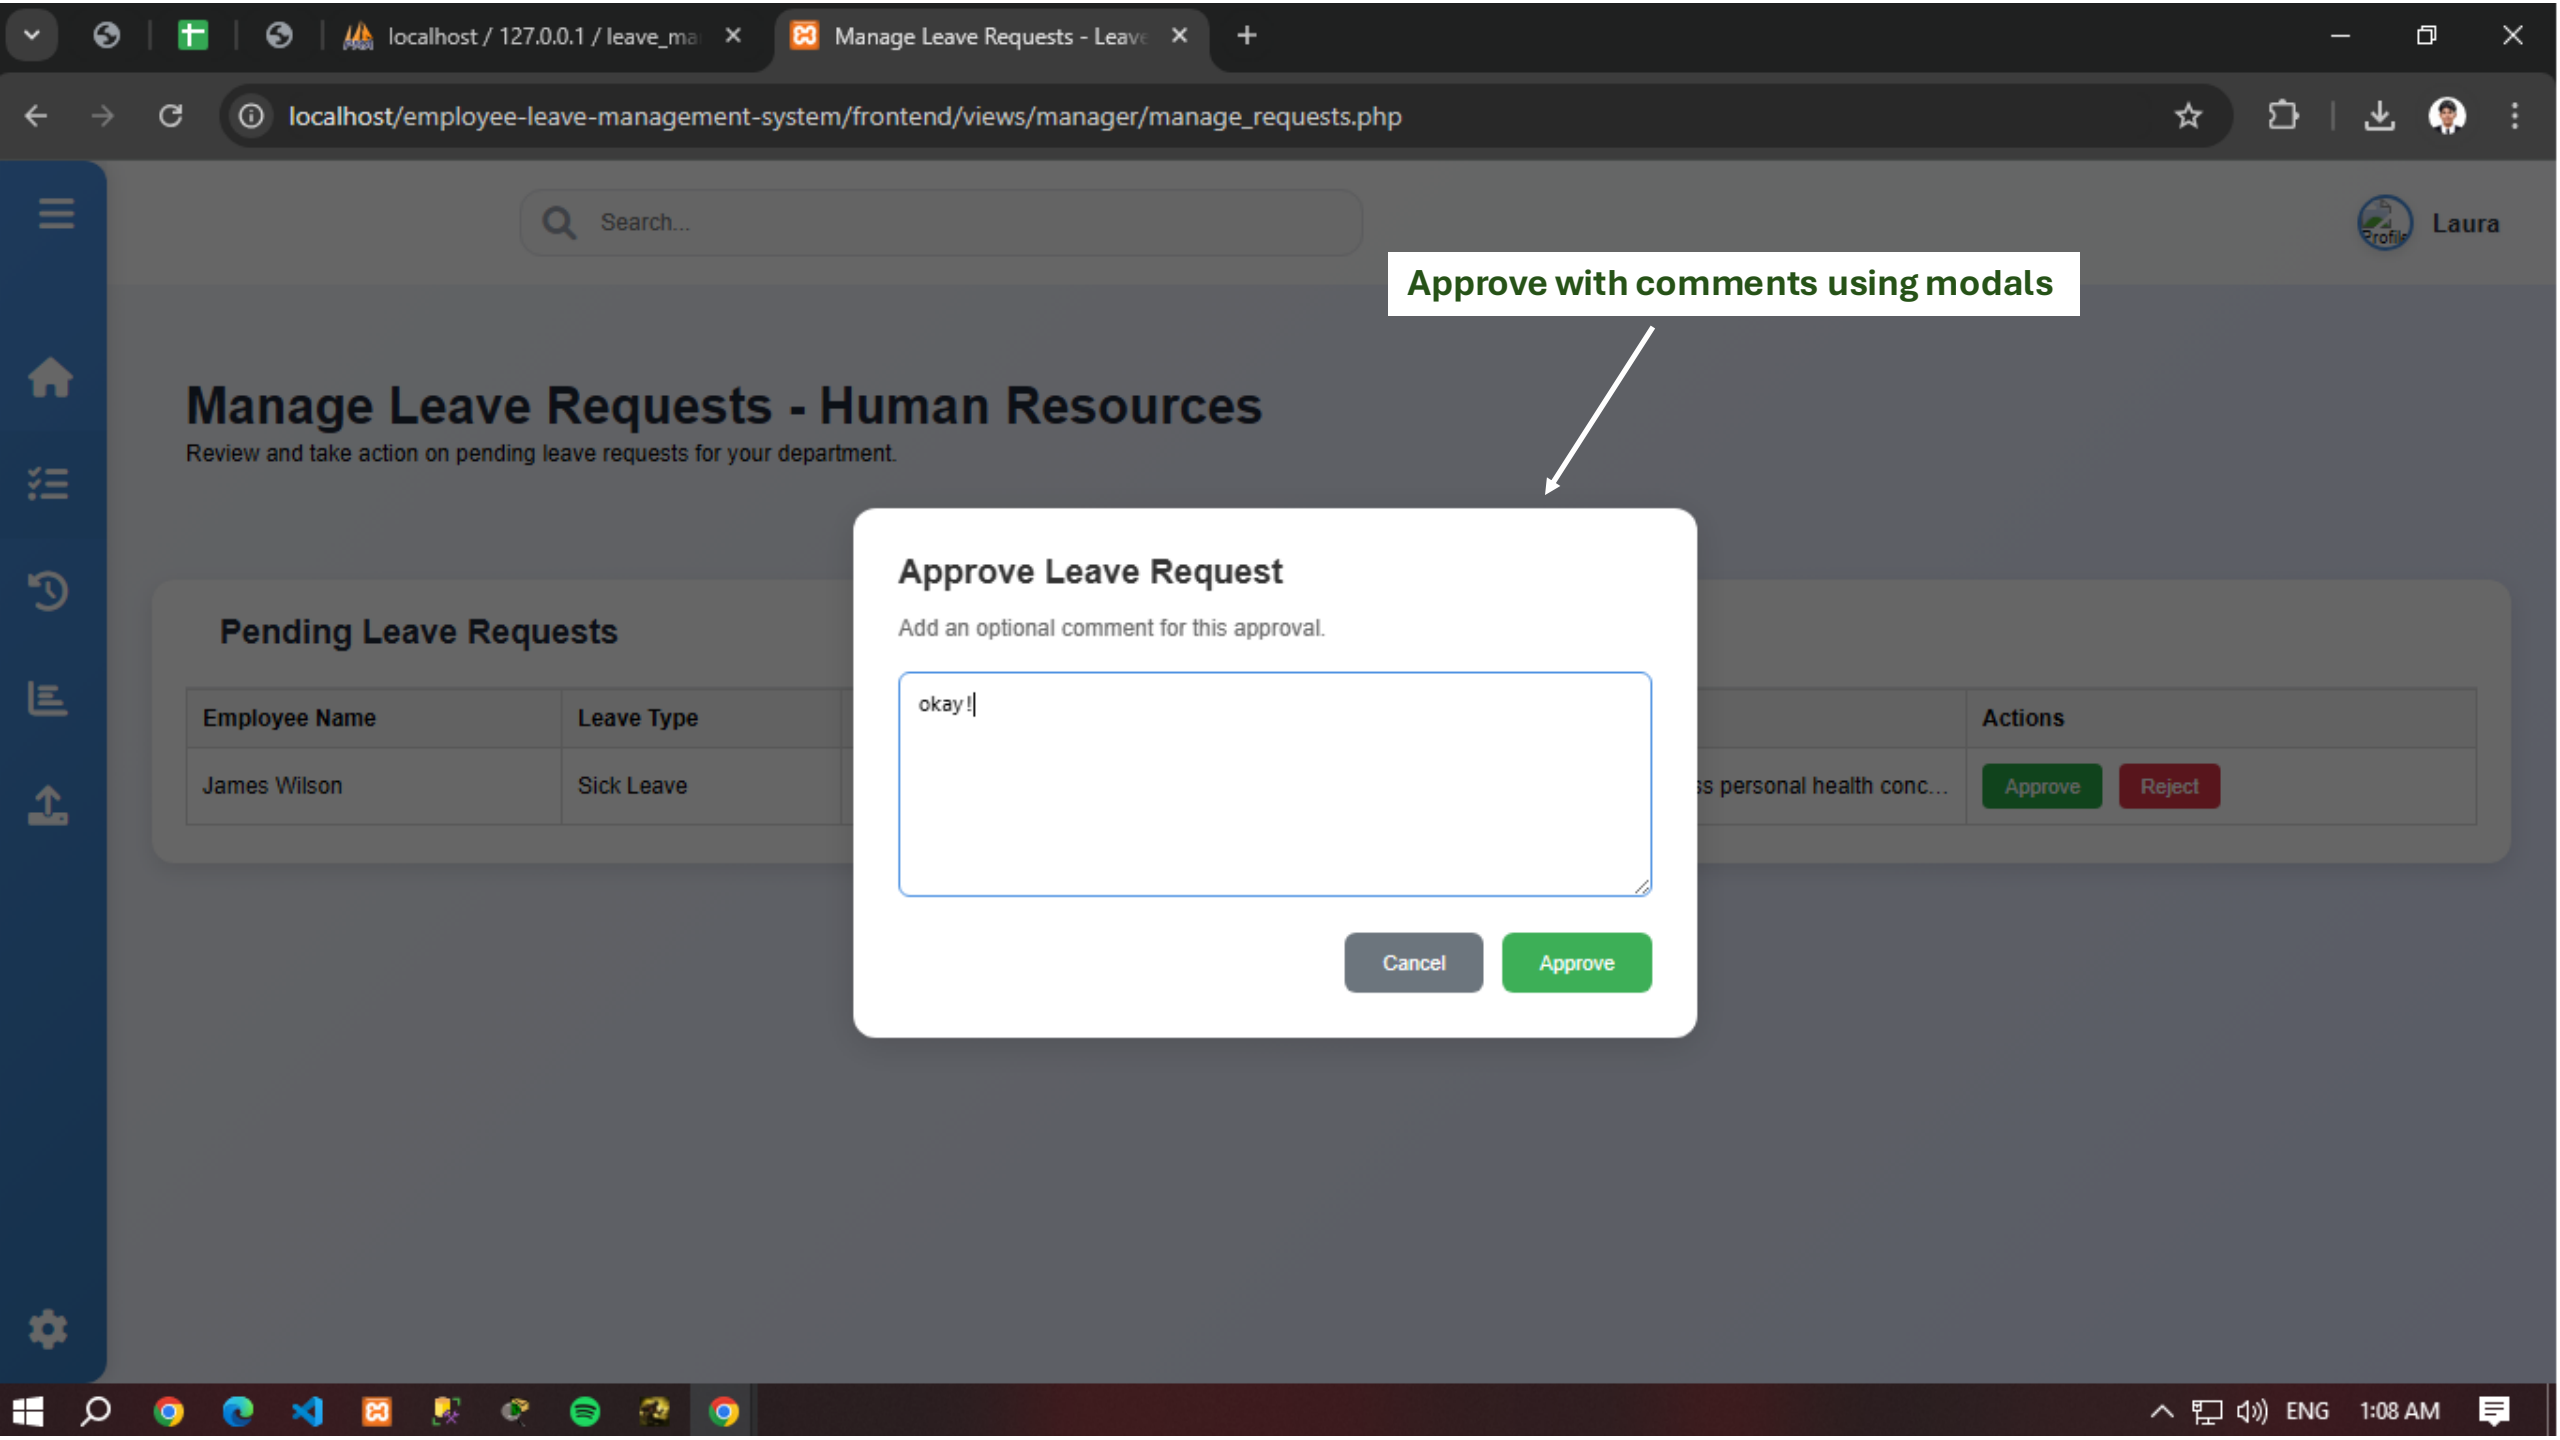 localhost / 127.0.0.1 / leave_ma
Manage Leave Requests - Leave
localhost/employee-leave-management-system/frontend/views/manager/manage_requests.php
Search...
Profile
Laura
Approve with comments using modals
Manage Leave Requests - Human Resources
Review and take action on pending leave requests for your department.
Approve Leave Request
Add an optional comment for this approval.
okay!
Cancel
Approve
Pending Leave Requests
Employee Name
Leave Type
Actions
James Wilson
Sick Leave
ss personal health conc...
Approve
Reject
ENG
1:08 AM